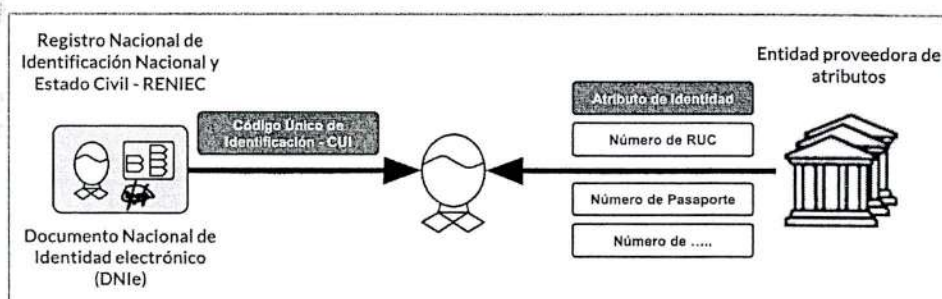 Registro Nacional de
Identificación Nacional y
Estado Civil - RENIEC
Código Único de
Identificación - CUI
Documento Nacional de
Identidad electrónico
(DNIe)
Atributo de Identidad
Número de RUC
Número de Pasaporte
Número de .....
Entidad proveedora de
atributos